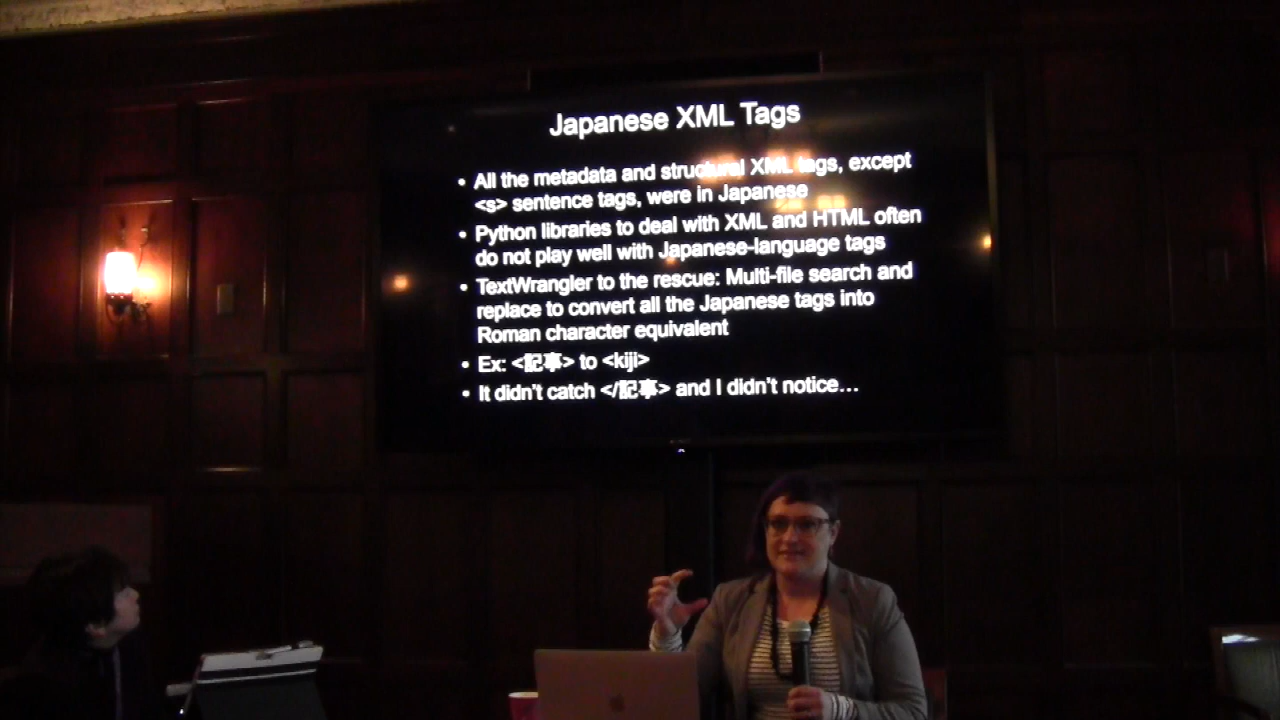 Japanese XML Tags
• All the metadata and structural XML tags, except
<s> sentence tags, were in Japanese
• Python libraries to deal with XML and HTML often
do not play well with Japanese-language tags
• TextWrangler to the rescue: Multi-file search and
replace to convert all the Japanese tags into
Roman character equivalent
• Ex: <記事> to <kiji>
• It didn't catch </記事> and I didn't notice…